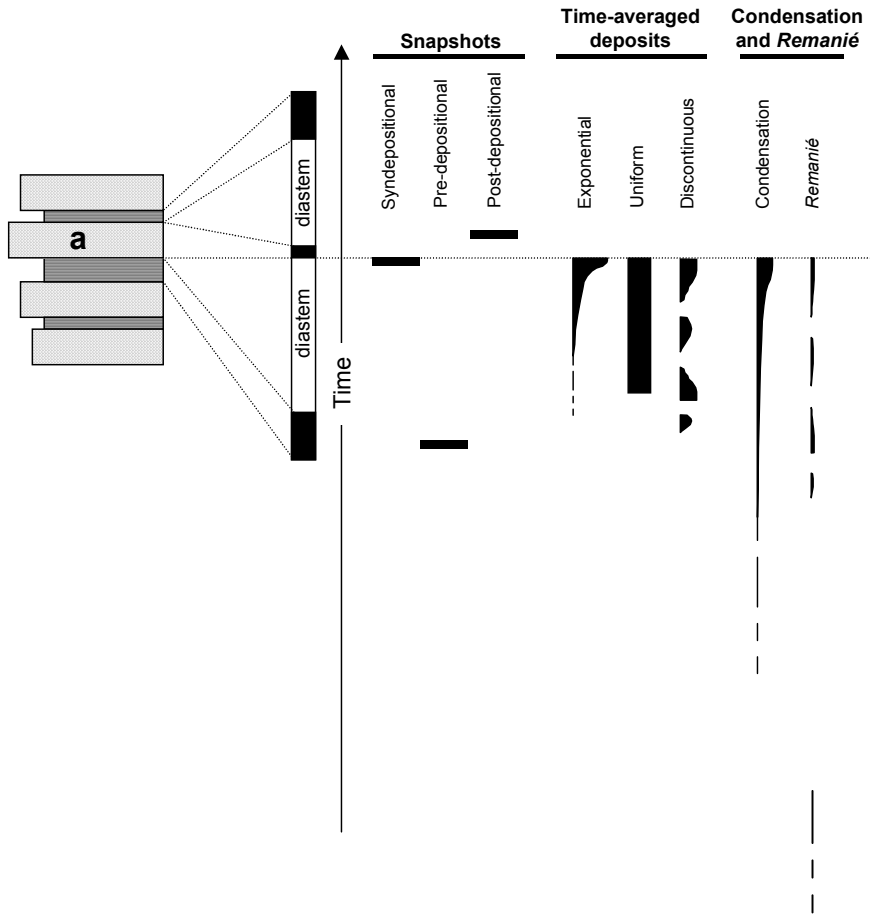 Snapshots
Time-averaged
deposits
Condensation
and Remanié
Syndepositional
Pre-depositional
Post-depositional
Exponential
Uniform
Discontinuous
Condensation
Remanié
a
diastem
diastem
Time